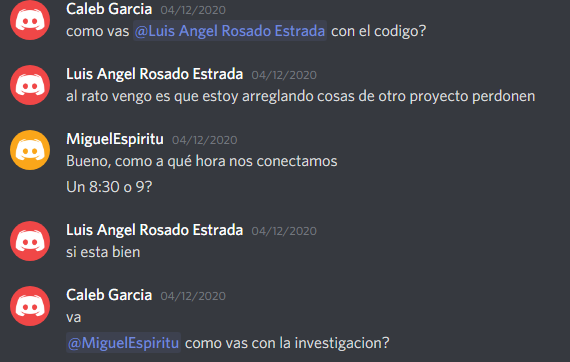 Caleb Garcia 04/12/2020
como vas @Luis Angel Rosado Estrada con el codigo?
Luis Angel Rosado Estrada 04/12/2020
al rato vengo es que estoy arreglando cosas de otro proyecto perdonen
MiguelEspiritu 04/12/2020
Bueno, como a qué hora nos conectamos
Un 8:30 o 9?
Luis Angel Rosado Estrada 04/12/2020
si esta bien
Caleb Garcia 04/12/2020
va
@MiguelEspiritu como vas con la investigacion?